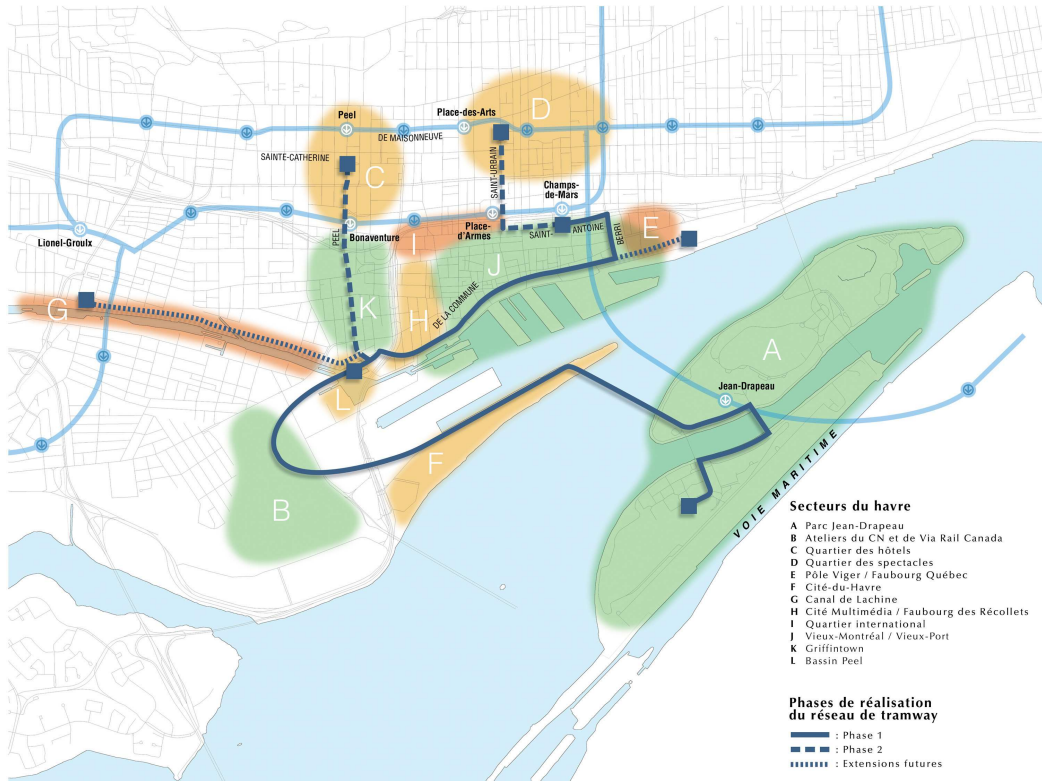 Peel
Place-des-Arts
D
DE MAISONNEUVE
SAINTE-CATHERINE
C
SAINT-URBAIN
Champs-
de-Mars
Lionel-Groulx
PEEL
Bonaventure
I
Place-
d'Armes
SAINT-
ANTOINE
BERRI
E
J
G
K
H
DE LA COMMUNE
A
L
Jean-Drapeau
F
B
VOIE MARITIME
Secteurs du havre
A Parc Jean-Drapeau
B Ateliers du CN et de Via Rail Canada
C Quartier des hôtels
D Quartier des spectacles
E Pôle Viger / Faubourg Québec
F Cité-du-Havre
G Canal de Lachine
H Cité Multimédia / Faubourg des Récollets
I Quartier international
J Vieux-Montréal / Vieux-Port
K Griffintown
L Bassin Peel
Phases de réalisation
du réseau de tramway
: Phase 1
: Phase 2
: Extensions futures